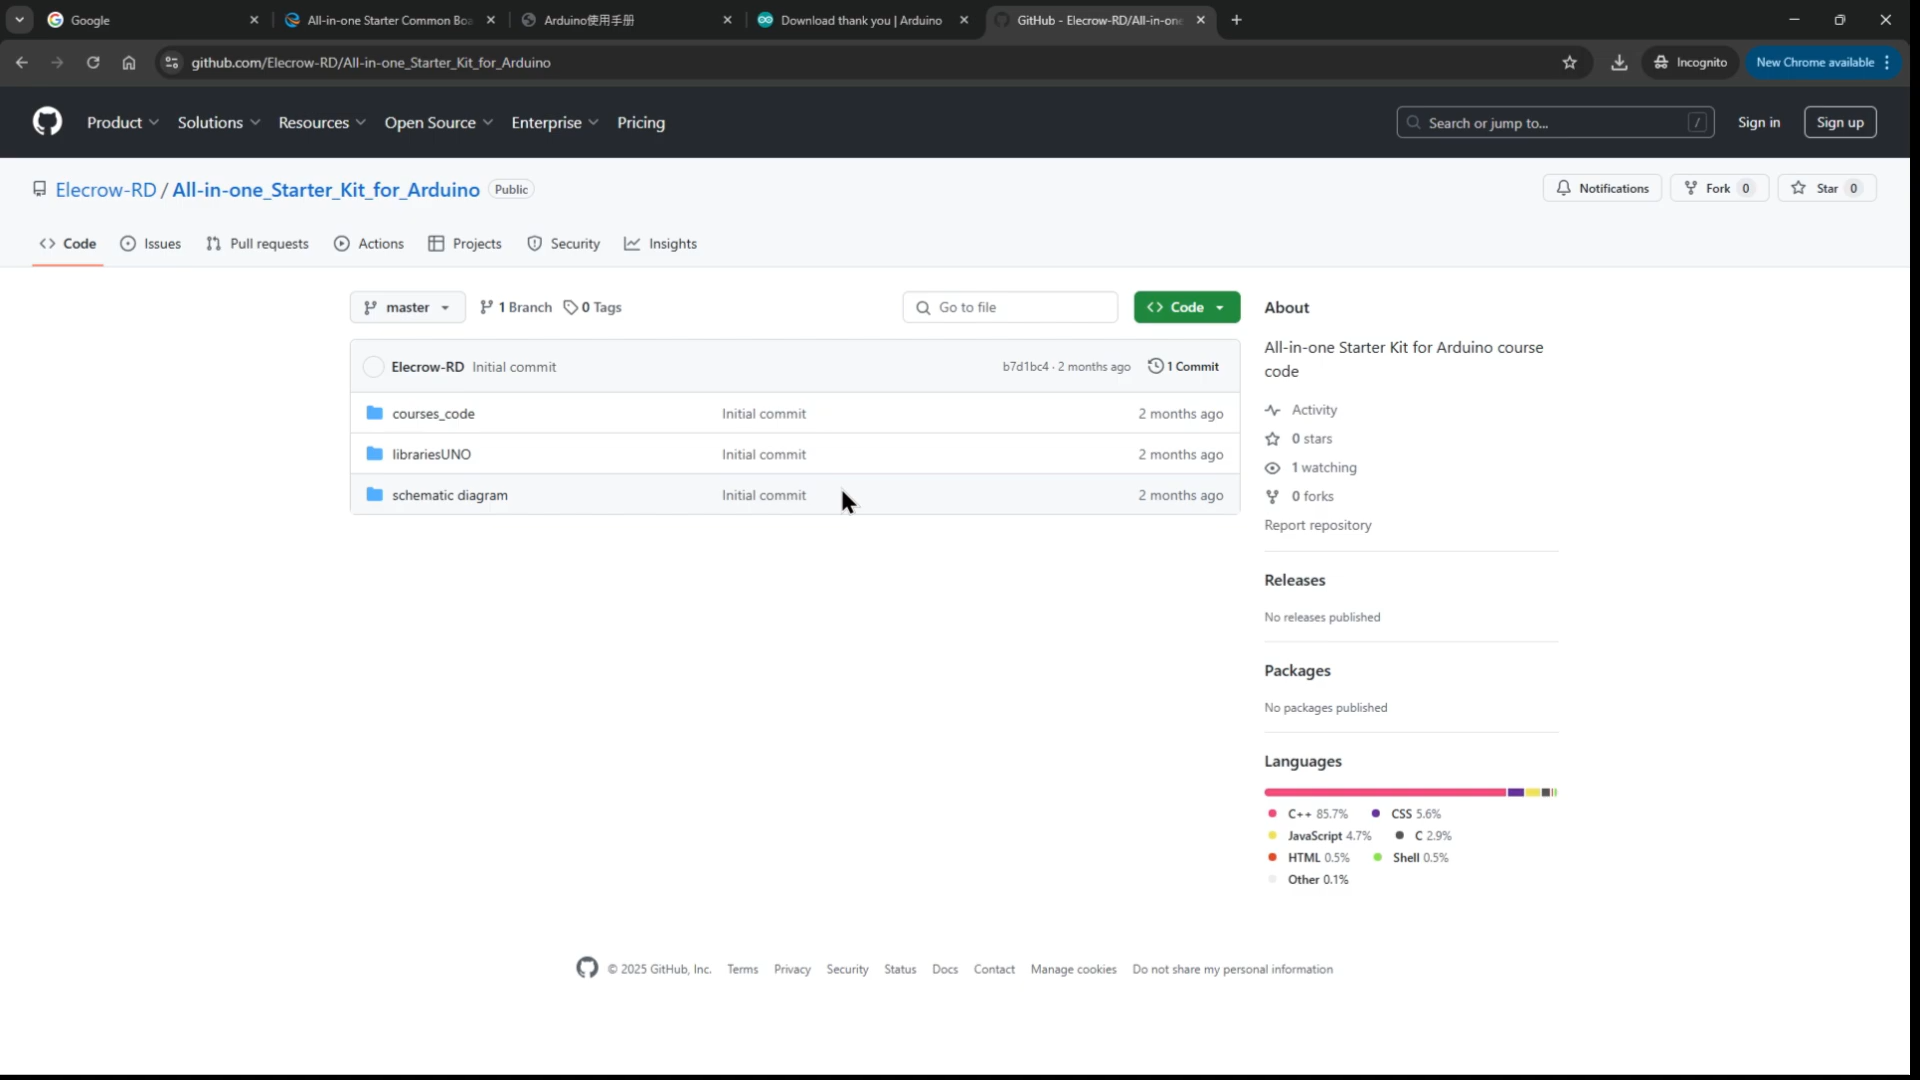 Google
All-in-one Starter Common Boa
Arduino使用手册
Download thank you | Arduino
GitHub - Elecrow-RD/All-in-one
github.com/Elecrow-RD/All-in-one_Starter_Kit_for_Arduino
Incognito
New Chrome available
Product
Solutions
Resources
Open Source
Enterprise
Pricing
Search or jump to...
/
Sign in
Sign up
Elecrow-RD / All-in-one_Starter_Kit_for_Arduino Public
Notifications
Fork 0
Star 0
Code
Issues
Pull requests
Actions
Projects
Security
Insights
master
1 Branch
0 Tags
Go to file
Code
Elecrow-RD Initial commit b7d1bc4 · 2 months ago 1 Commit
courses_code Initial commit 2 months ago
librariesUNO Initial commit 2 months ago
schematic diagram Initial commit 2 months ago
About
All-in-one Starter Kit for Arduino course
code
Activity
0 stars
1 watching
0 forks
Report repository
Releases
No releases published
Packages
No packages published
Languages
C++ 85.7% CSS 5.6%
JavaScript 4.7% C 2.9%
HTML 0.5% Shell 0.5%
Other 0.1%
© 2025 GitHub, Inc. Terms Privacy Security Status Docs Contact Manage cookies Do not share my personal information